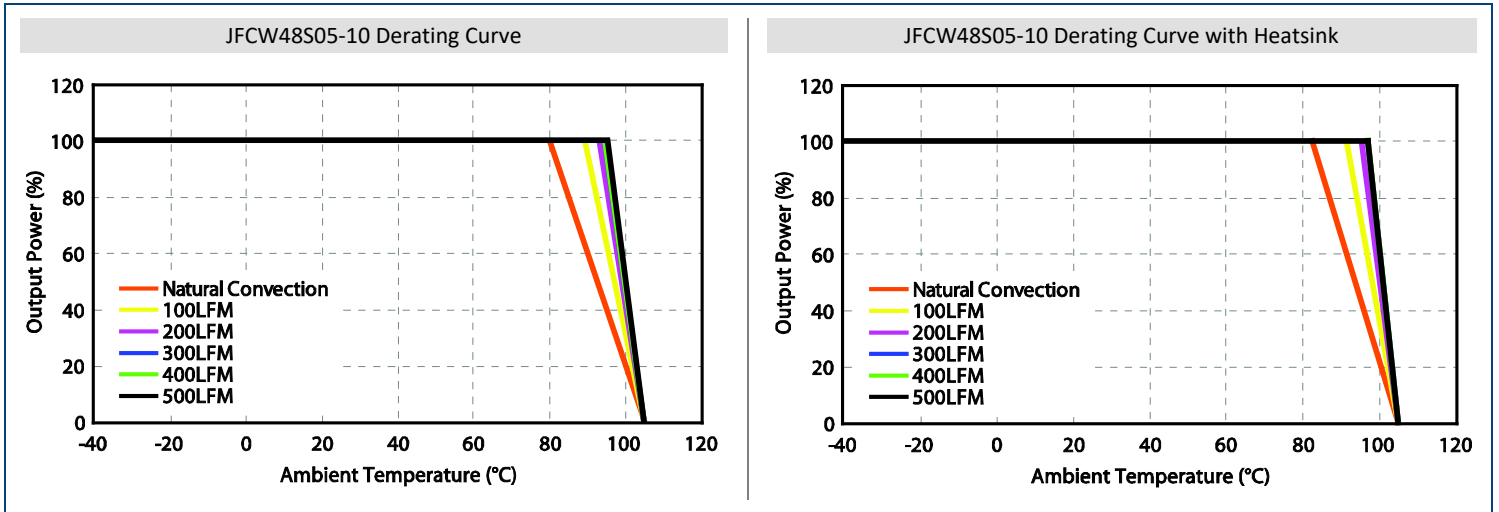 JFCW48S05-10 Derating Curve
120
100
80
60
40
20
0
Output Power (%)
Natural Convection
100LFM
200LFM
300LFM
400LFM
500LFM
-40 -20 0 20 40 60 80 100 120
Ambient Temperature (°C)
JFCW48S05-10 Derating Curve with Heatsink
120
100
80
60
40
20
0
Output Power (%)
Natural Convection
100LFM
200LFM
300LFM
400LFM
500LFM
-40 -20 0 20 40 60 80 100 120
Ambient Temperature (°C)